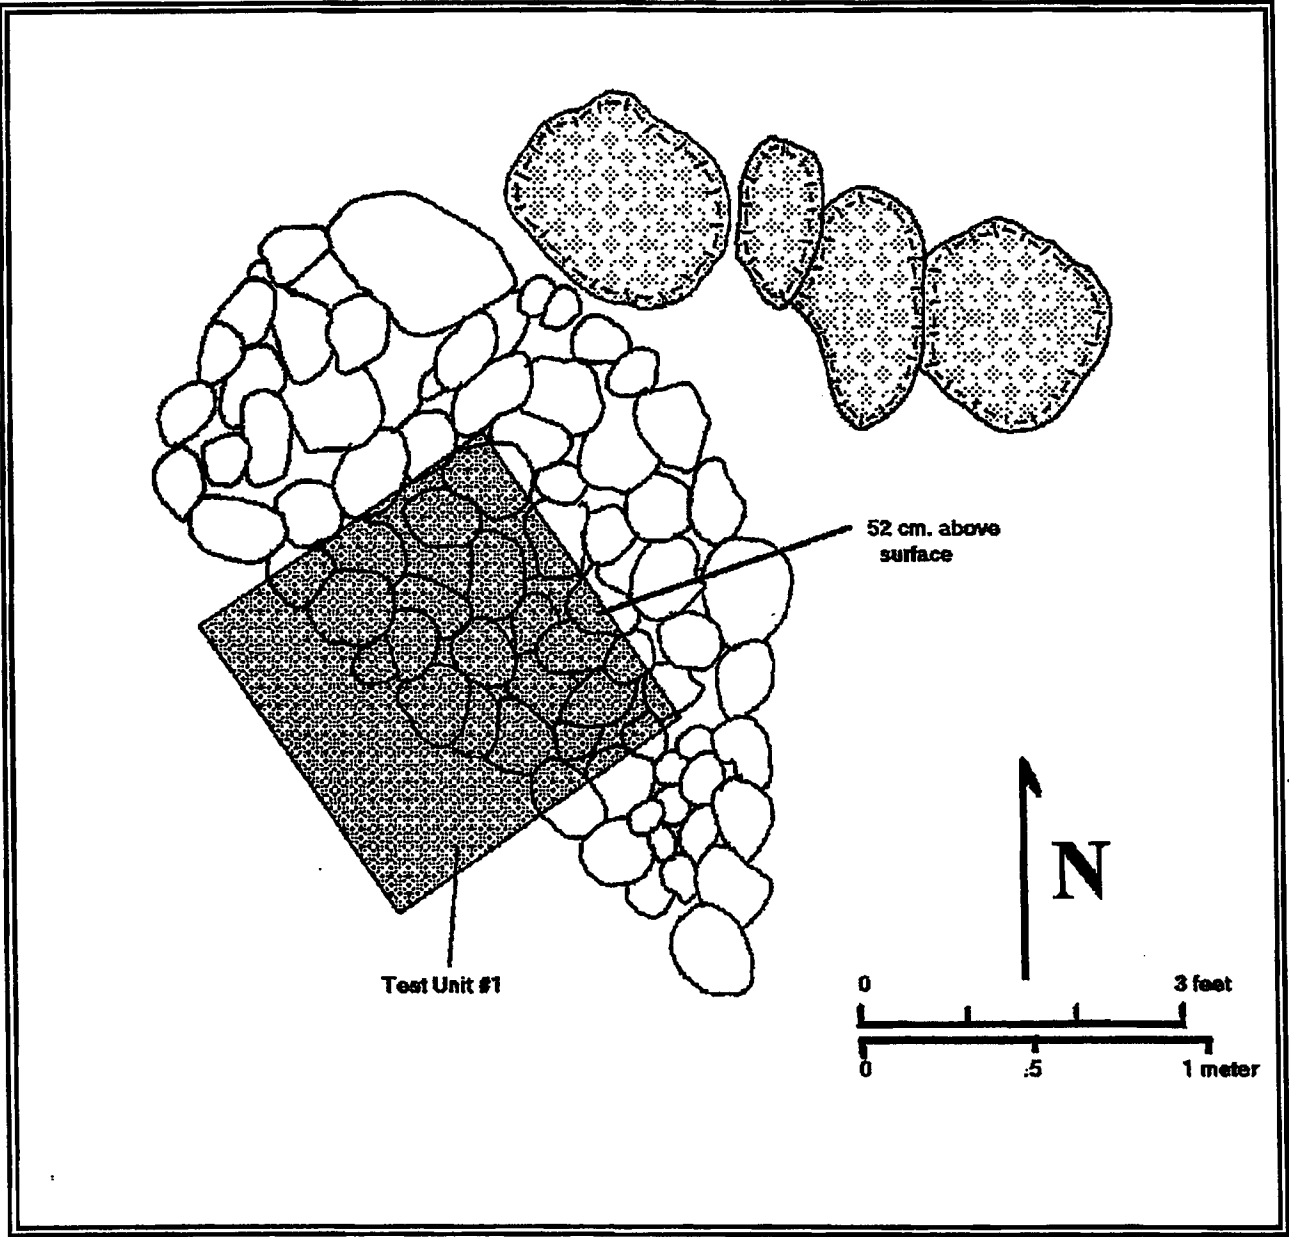 52 cm. above
surface
Test Unit #1
N
0 3 feet
0 .5 1 meter